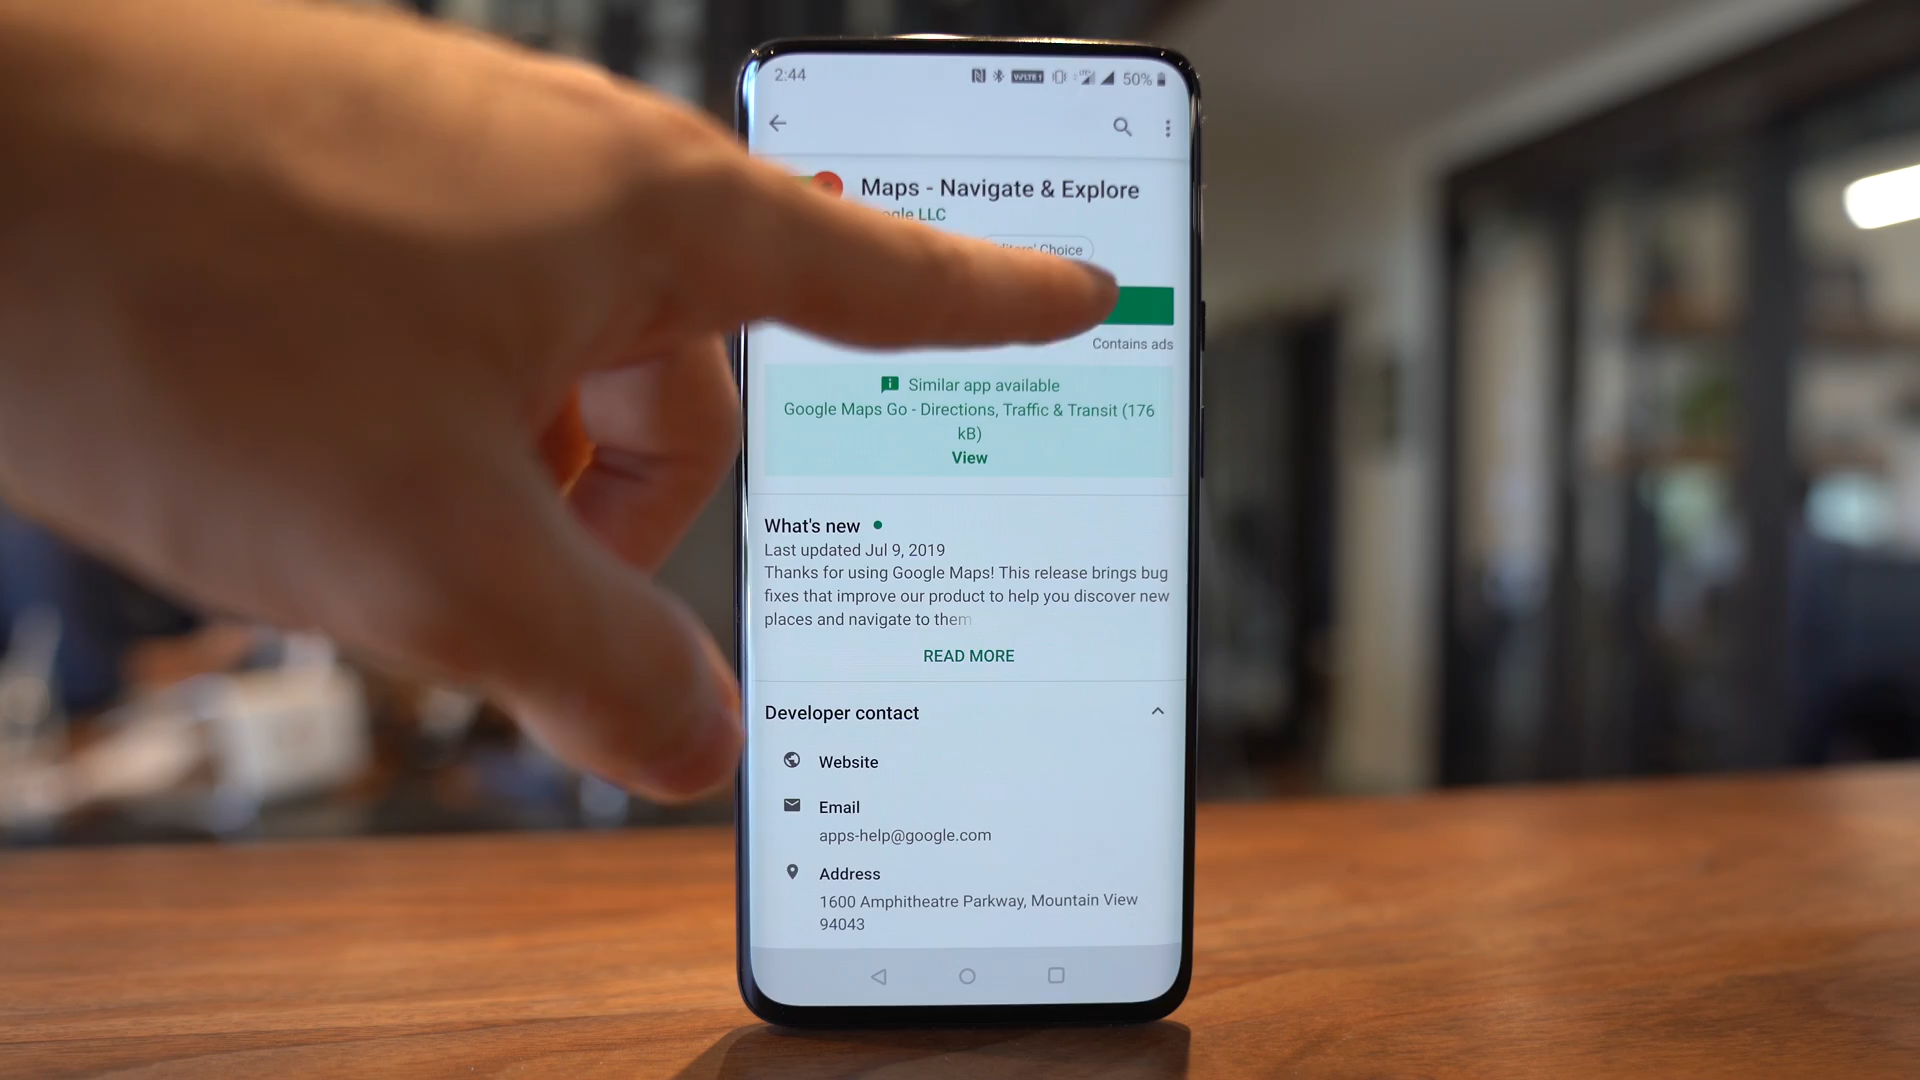 2:44
VoLTE1
50%
Maps - Navigate & Explore
LLC
Choice
Contains ads
Similar app available
Google Maps Go - Directions, Traffic & Transit (176
kB)
View
What's new
Last updated Jul 9, 2019
Thanks for using Google Maps! This release brings bug
fixes that improve our product to help you discover new
places and navigate to them
READ MORE
Developer contact
Website
Email
apps-help@google.com
Address
1600 Amphitheatre Parkway, Mountain View
94043